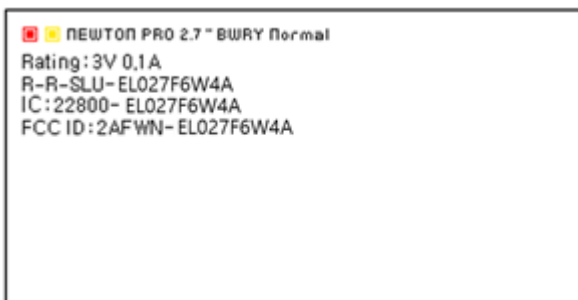 NEWTON PRO 2.7" BWRY Normal
Rating:3V 0.1A
R-R-SLU-EL027F6W4A
IC:22800- EL027F6W4A
FCC ID:2AFWN-EL027F6W4A